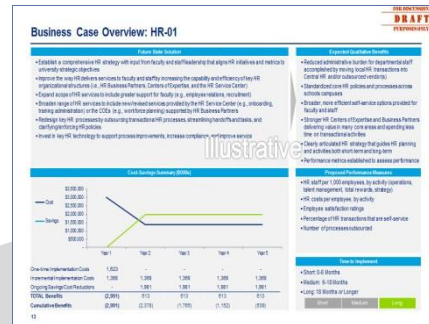 FOR DISCUSSION
DRAFT
PURPOSES ONLY
Business Case Overview: HR-01
Future State Solution
• Establish a comprehensive HR strategy with input from faculty and staff leadership that aligns HR initiatives and metrics to
university strategic objectives
• Improve the way HR delivers services to faculty and staff by increasing the capability and efficiency of key HR
organizational structures (i.e., HR Business Partners, Centers of Expertise, and the HR Service Center)
• Expand scope of HR services to include greater support for faculty (e.g., employee relations, recruitment)
• Broaden range of HR services to include new/revised services provided by the HR Service Center (e.g., onboarding,
training administration) or the COEs (e.g., workforce planning) supported by HR Business Partners
• Redesign key HR processes by outsourcing transactional HR processes, streamlining handoffs and tasks, and
clarifying/enforcing HR policies
• Invest in key HR technology to support process improvements, increase compliance, and improve service
Expected Qualitative Benefits
• Reduced administrative burden for departmental staff
accomplished by moving local HR transactions into
Central HR and/or outsourced vendor(s)
• Standardized core HR policies and processes across
schools campuses
• Broader, more efficient self-service options provided for
faculty and staff
• Stronger HR Centers of Expertise and Business Partners
delivering value in many core areas and spending less
time on transactional activities
• Clearly articulated HR strategy that guides HR planning
and activities both short term and long-term
• Performance metrics established to assess performance
Illustrative
Cost-Savings Summary ($000s)
$3,500,000
$3,000,000
$2,500,000
$2,000,000
$1,500,000
$1,000,000
$500,000
-
Cost
Savings
Year 1 Year 2 Year 3 Year 4 Year 5
One-time Implementation Costs 1,623 - - - -
Incremental Implementation Costs 1,368 1,368 1,368 1,368 1,368
Ongoing Savings/Cost Reductions - 1,981 1,981 1,981 1,981
TOTAL Benefits (2,991) 613 613 613 613
Cumulative Benefits (2,991) (2,378) (1,765) (1,152) (539)
Proposed Performance Measures
• HR staff per 1,000 employees, by activity (operations,
talent management, total rewards, strategy)
• HR costs per employee, by activity
• Employee satisfaction ratings
• Percentage of HR transactions that are self-service
• Number of processes outsourced
Time to Implement
• Short: 0-6 Months
• Medium: 6-18 Months
• Long: 18 Months or Longer
Short Medium Long
12